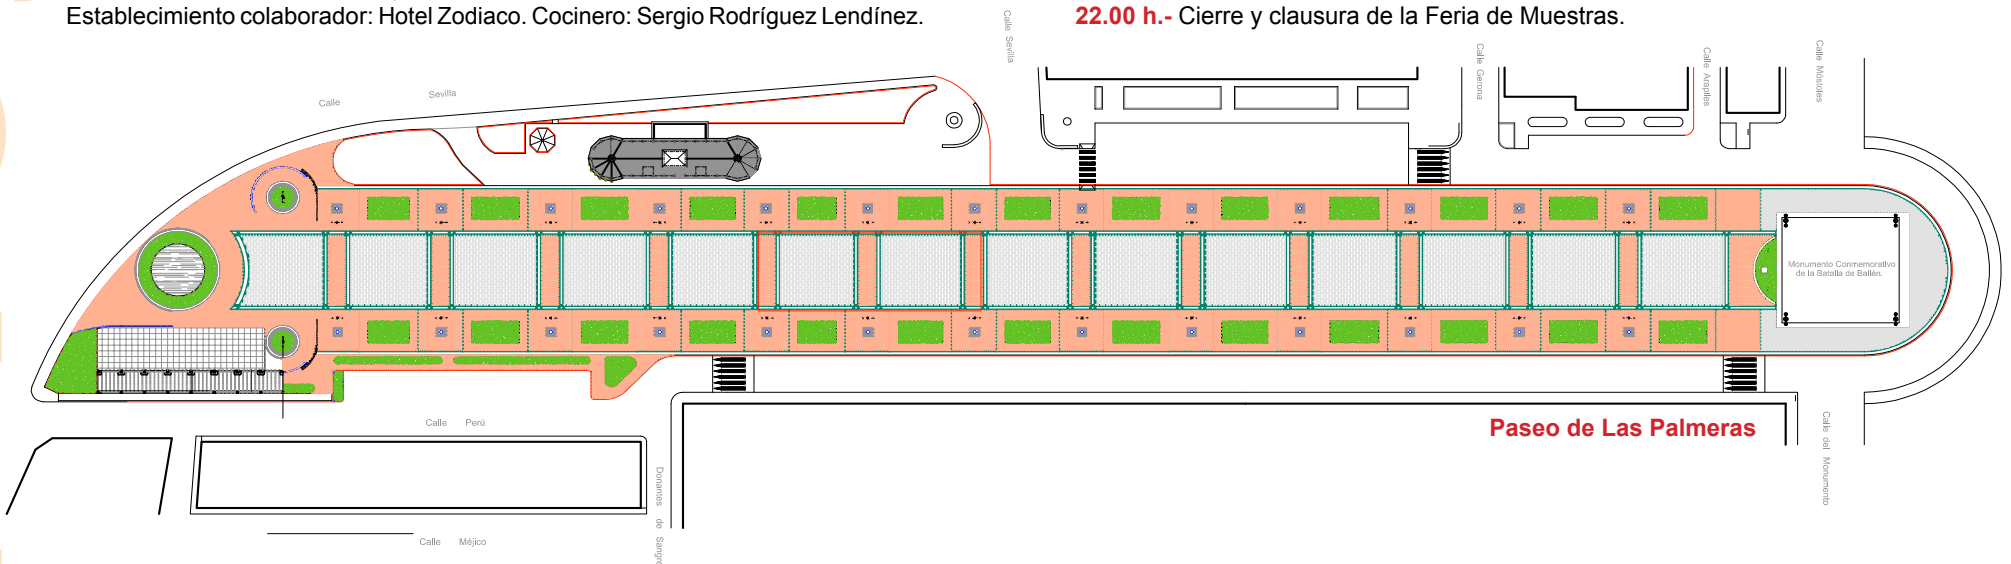 Establecimiento colaborador: Hotel Zodiaco. Cocinero: Sergio Rodríguez Lendínez.
22.00 h.- Cierre y clausura de la Feria de Muestras.
Calle Sevilla
Calle Sevilla
Calle Gerona
Calle Arapiles
Calle Móstoles
Monumento Conmemorativo
de la Batalla de Bailén.
Paseo de Las Palmeras
Calle Perú
Calle Méjico
Donantes de Sangre
Calle del Monumento